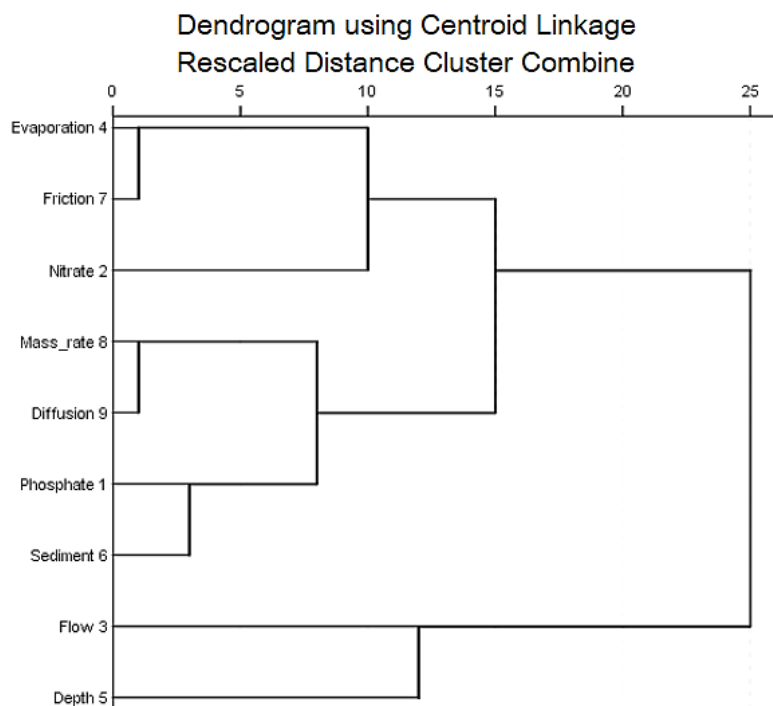 Dendrogram using Centroid Linkage
Rescaled Distance Cluster Combine
0 5 10 15 20 25
Evaporation 4
Friction 7
Nitrate 2
Mass_rate 8
Diffusion 9
Phosphate 1
Sediment 6
Flow 3
Depth 5